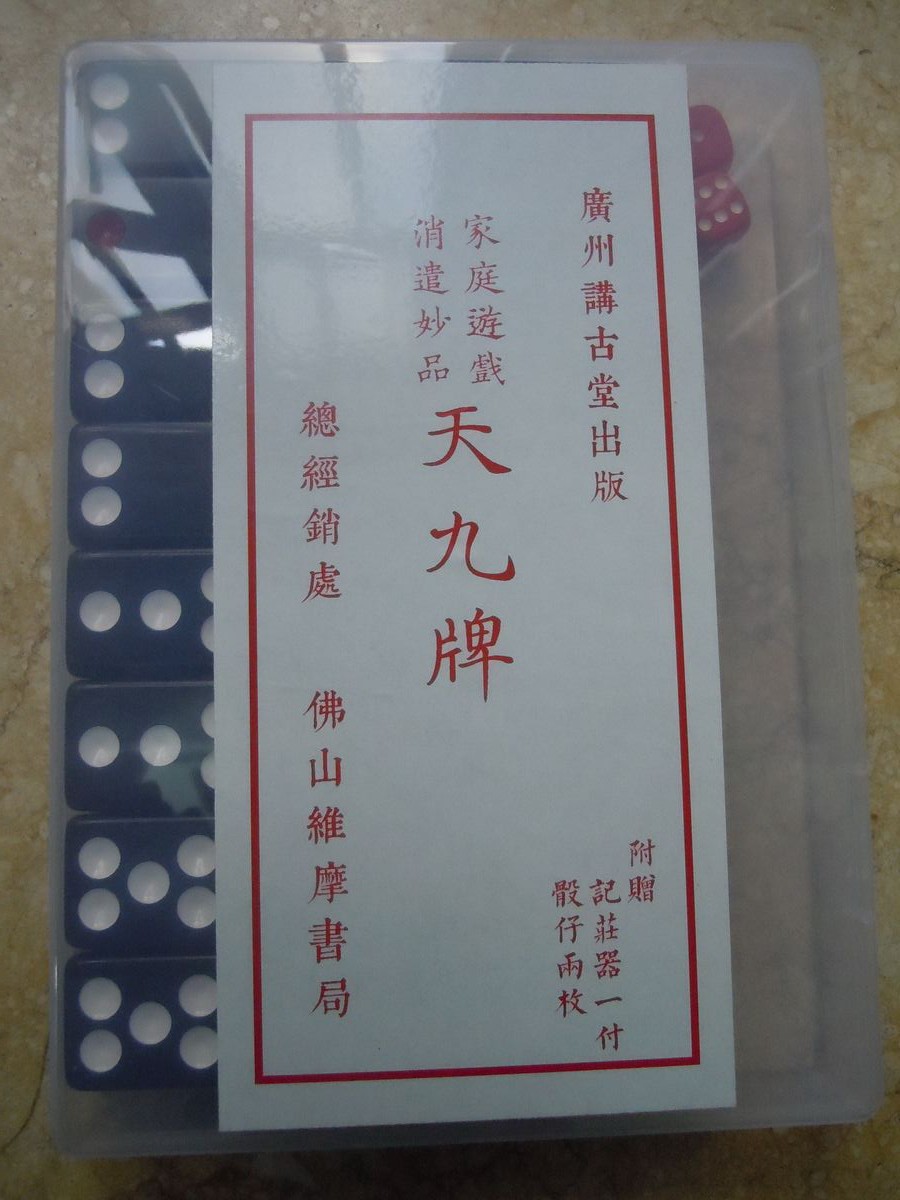 廣州講古堂出版
家庭遊戲
消遣妙品
天九牌
總經銷處 佛山維摩書局
附贈
記莊器一付
骰仔兩枚